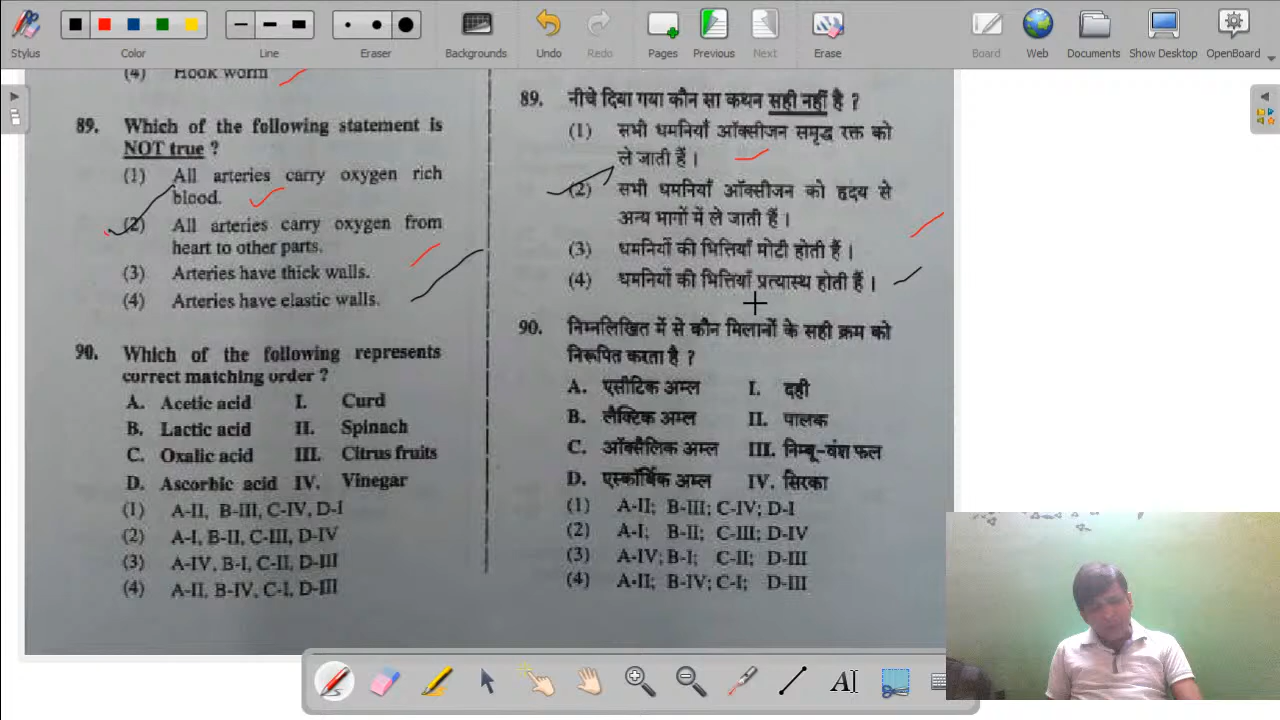 Stylus
Color
Line
Eraser
Backgrounds
Undo
Redo
Pages
Previous
Next
Erase
Board
Web
Documents
Show Desktop
OpenBoard
(4) Hook worm
89. Which of the following statement is
NOT true ?
(1) All arteries carry oxygen rich
blood.
(2) All arteries carry oxygen from
heart to other parts.
(3) Arteries have thick walls.
(4) Arteries have elastic walls.
90. Which of the following represents
correct matching order ?
A. Acetic acid I. Curd
B. Lactic acid II. Spinach
C. Oxalic acid III. Citrus fruits
D. Ascorbic acid IV. Vinegar
(1) A-II, B-III, C-IV, D-I
(2) A-I, B-II, C-III, D-IV
(3) A-IV, B-I, C-II, D-III
(4) A-II, B-IV, C-I, D-III
89. नीचे दिया गया कौन सा कथन सही नहीं है ?
(1) सभी धमनियाँ ऑक्सीजन समृद्ध रक्त को
ले जाती हैं ।
(2) सभी धमनियाँ ऑक्सीजन को हृदय से
अन्य भागों में ले जाती हैं ।
(3) धमनियों की भित्तियाँ मोटी होती हैं ।
(4) धमनियों की भित्तियाँ प्रत्यास्थ होती हैं ।
90. निम्नलिखित में से कौन मिलानों के सही क्रम को
निरूपित करता है ?
A. एसीटिक अम्ल I. दही
B. लैक्टिक अम्ल II. पालक
C. ऑक्सैलिक अम्ल III. निम्बू-वंश फल
D. एस्कॉर्बिक अम्ल IV. सिरका
(1) A-II; B-III; C-IV; D-I
(2) A-I; B-II; C-III; D-IV
(3) A-IV; B-I; C-II; D-III
(4) A-II; B-IV; C-I; D-III
AI